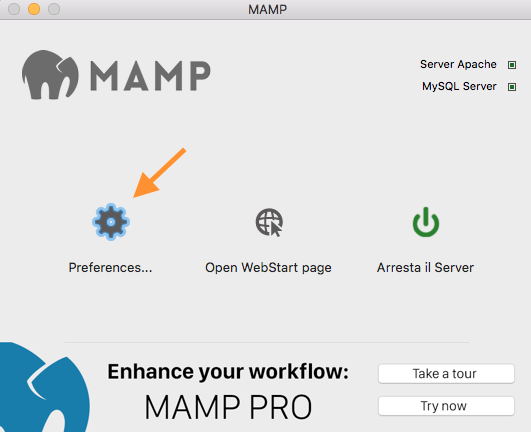 MAMP
MAMP
Server Apache
MySQL Server
Preferences...
Open WebStart page
Arresta il Server
Enhance your workflow:
MAMP PRO
Take a tour
Try now